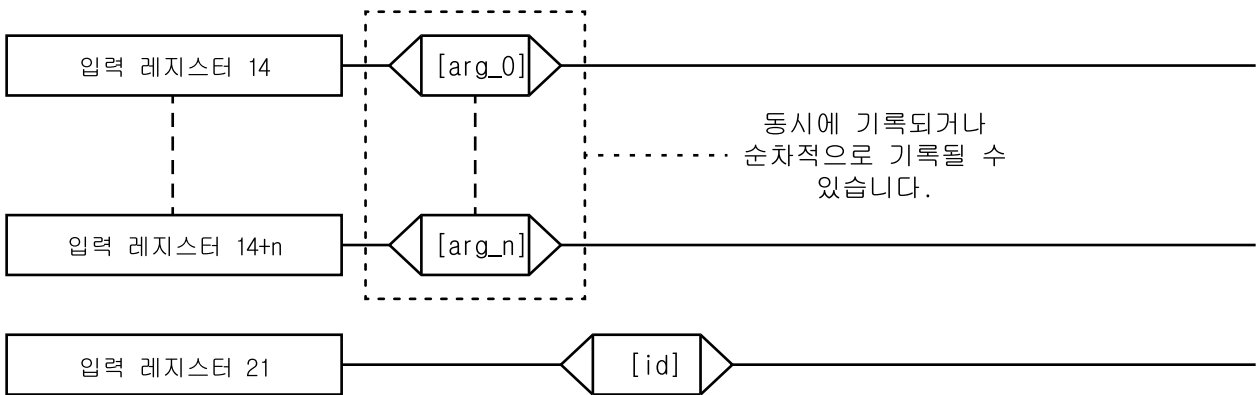 입력 레지스터 14
[arg_0]
동시에 기록되거나
순차적으로 기록될 수
있습니다.
입력 레지스터 14+n
[arg_n]
입력 레지스터 21
[id]